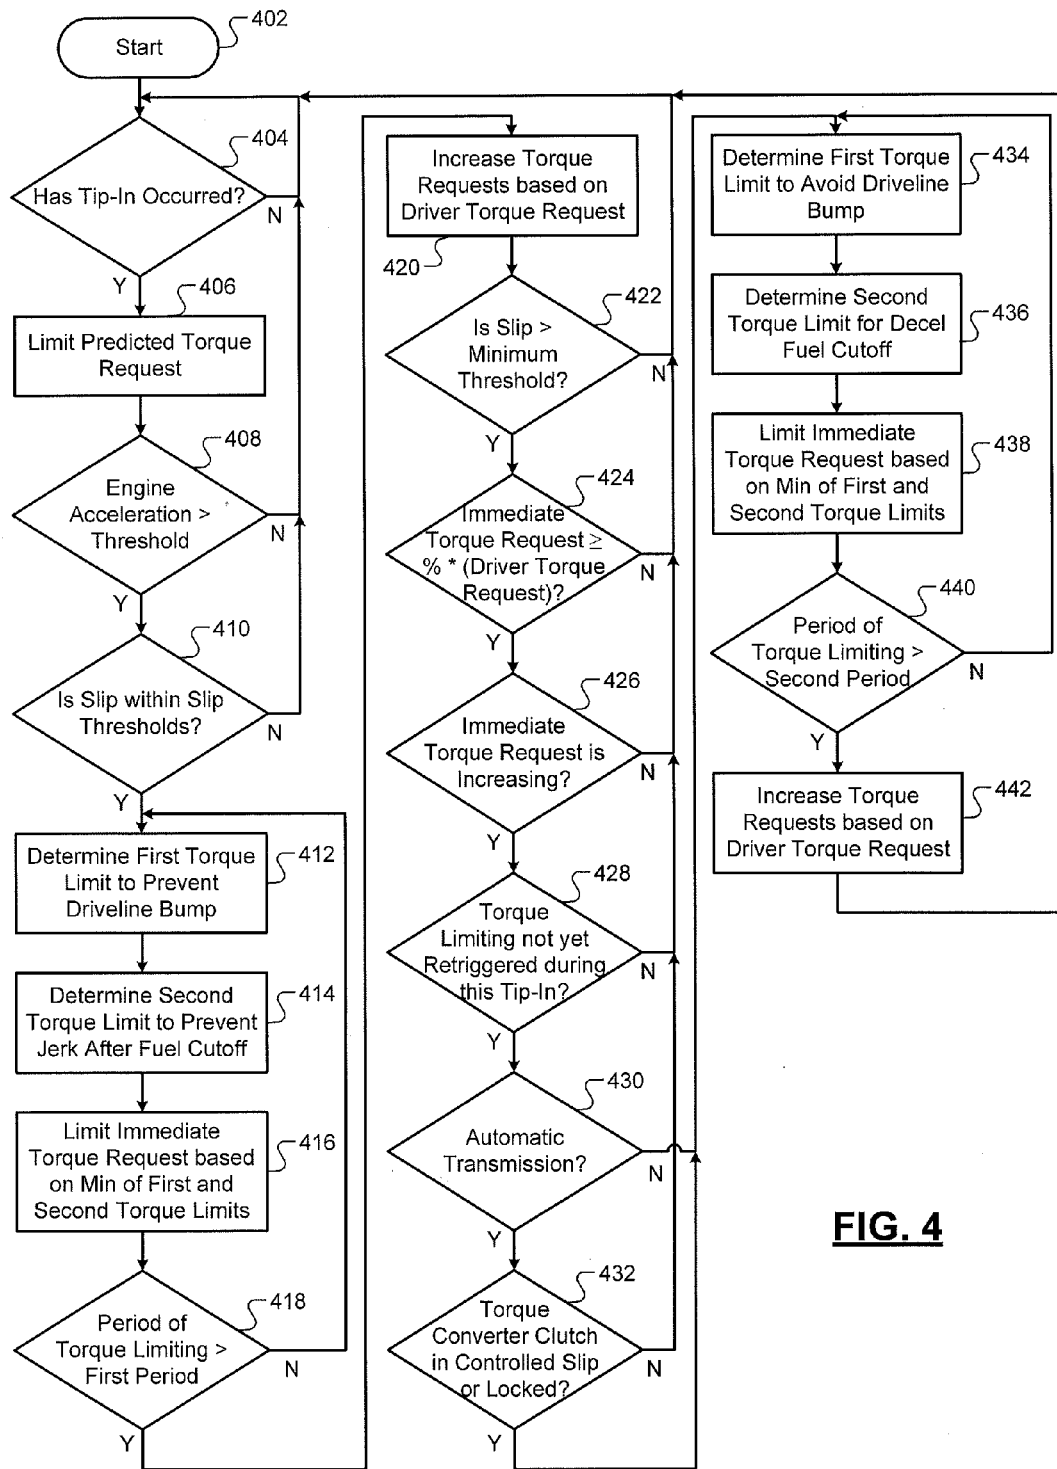 Start
402
Has Tip-In Occurred?
404
N
Y
406
Limit Predicted Torque
Request
408
Engine
Acceleration >
Threshold
N
Y
410
Is Slip within Slip
Thresholds?
N
Y
Determine First Torque
Limit to Prevent
Driveline Bump
412
Determine Second
Torque Limit to Prevent
Jerk After Fuel Cutoff
414
Limit Immediate
Torque Request based
on Min of First and
Second Torque Limits
416
418
Period of
Torque Limiting >
First Period
N
Y
Increase Torque
Requests based on
Driver Torque Request
420
422
Is Slip >
Minimum
Threshold?
N
Y
424
Immediate
Torque Request ≥
% * (Driver Torque
Request)?
N
Y
426
Immediate
Torque Request is
Increasing?
N
Y
428
Torque
Limiting not yet
Retriggered during
this Tip-In?
N
Y
430
Automatic
Transmission?
N
Y
432
Torque
Converter Clutch
in Controlled Slip
or Locked?
N
Y
Determine First Torque
Limit to Avoid Driveline
Bump
434
Determine Second
Torque Limit for Decel
Fuel Cutoff
436
Limit Immediate
Torque Request based
on Min of First and
Second Torque Limits
438
440
Period of
Torque Limiting >
Second Period
N
Y
Increase Torque
Requests based on
Driver Torque Request
442
FIG. 4